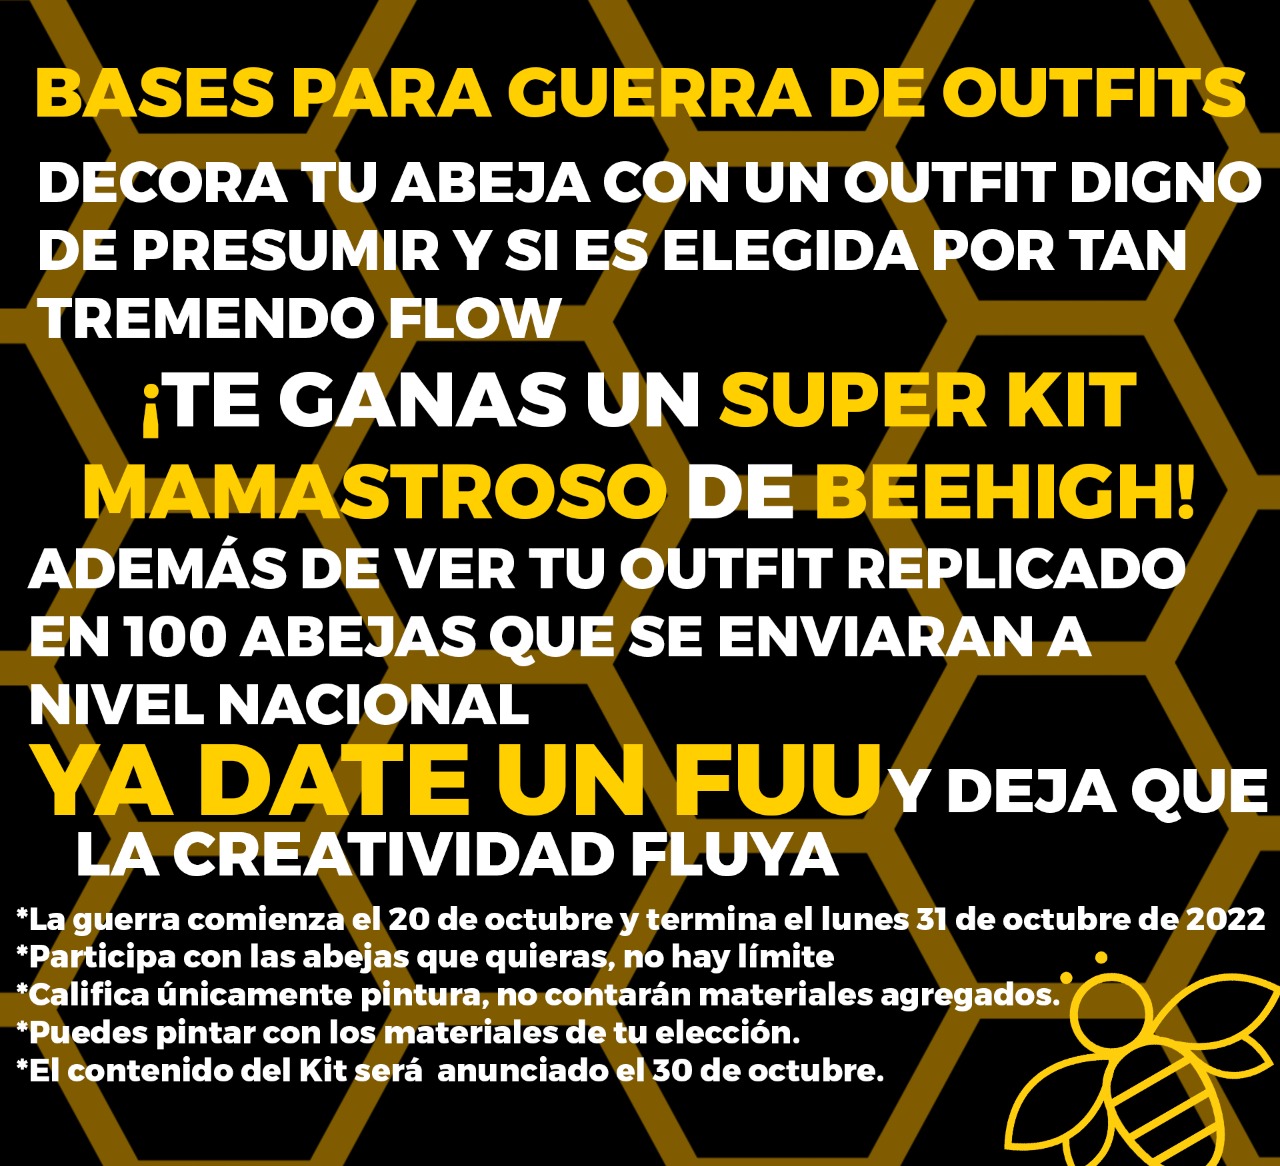 BASES PARA GUERRA DE OUTFITS
DECORA TU ABEJA CON UN OUTFIT DIGNO
DE PRESUMIR Y SI ES ELEGIDA POR TAN
TREMENDO FLOW
¡TE GANAS UN SUPER KIT
MAMASTROSO DE BEEHIGH!
ADEMÁS DE VER TU OUTFIT REPLICADO
EN 100 ABEJAS QUE SE ENVIARAN A
NIVEL NACIONAL
YA DATE UN FUU Y DEJA QUE
LA CREATIVIDAD FLUYA
*La guerra comienza el 20 de octubre y termina el lunes 31 de octubre de 2022
*Participa con las abejas que quieras, no hay límite
*Califica únicamente pintura, no contarán materiales agregados.
*Puedes pintar con los materiales de tu elección.
*El contenido del Kit será  anunciado el 30 de octubre.